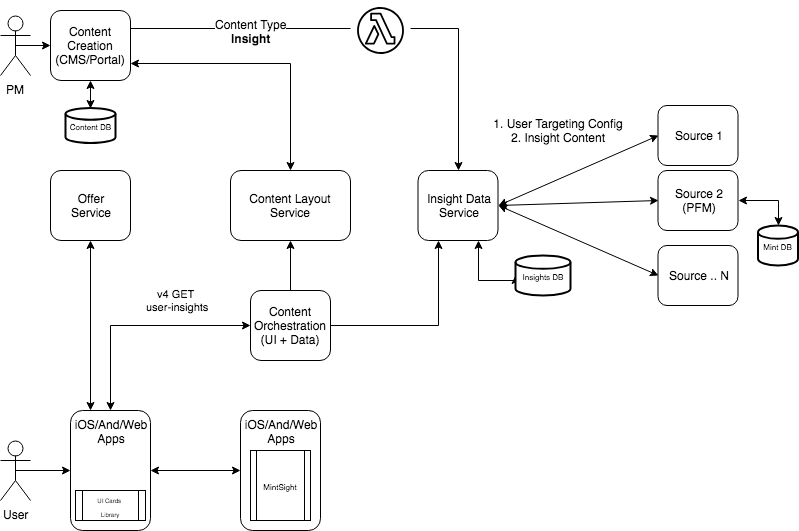 Content
Creation
(CMS/Portal)
Content Type
Insight
λ
PM
Content DB
1. User Targeting Config
2. Insight Content
Source 1
Offer
Service
Content Layout
Service
Insight Data
Service
Source 2
(PFM)
Mint DB
Insights DB
Source .. N
v4 GET
user-insights
Content
Orchestration
(UI + Data)
iOS/And/Web
Apps
iOS/And/Web
Apps
MintSight
UI Cards
Library
User